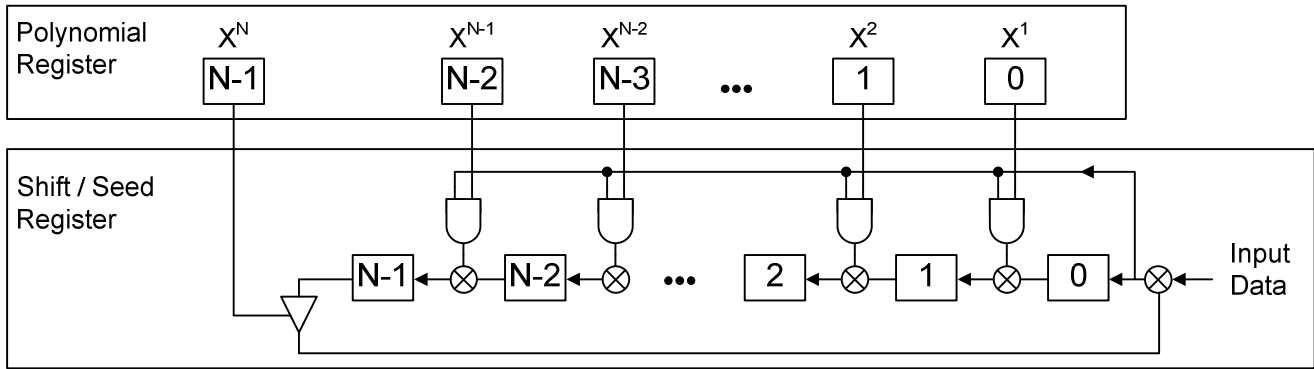 Polynomial
Register
X^N X^N-1 X^N-2 X^2 X^1
N-1 N-2 N-3 ••• 1 0
Shift / Seed
Register
N-1 N-2 ••• 2 1 0
Input
Data